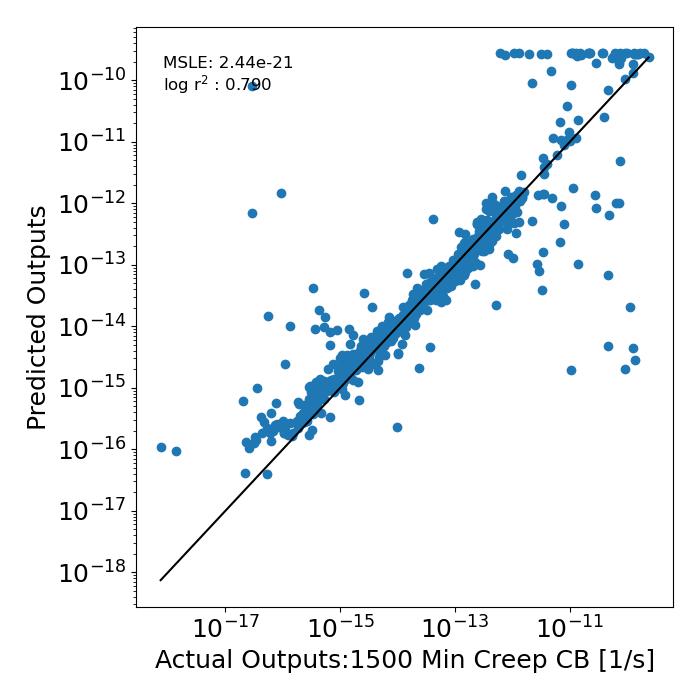 MSLE: 2.44e-21
log r² : 0.790
10⁻¹⁰
10⁻¹¹
10⁻¹²
10⁻¹³
10⁻¹⁴
10⁻¹⁵
10⁻¹⁶
10⁻¹⁷
10⁻¹⁸
Predicted Outputs
10⁻¹⁷ 10⁻¹⁵ 10⁻¹³ 10⁻¹¹
Actual Outputs:1500 Min Creep CB [1/s]